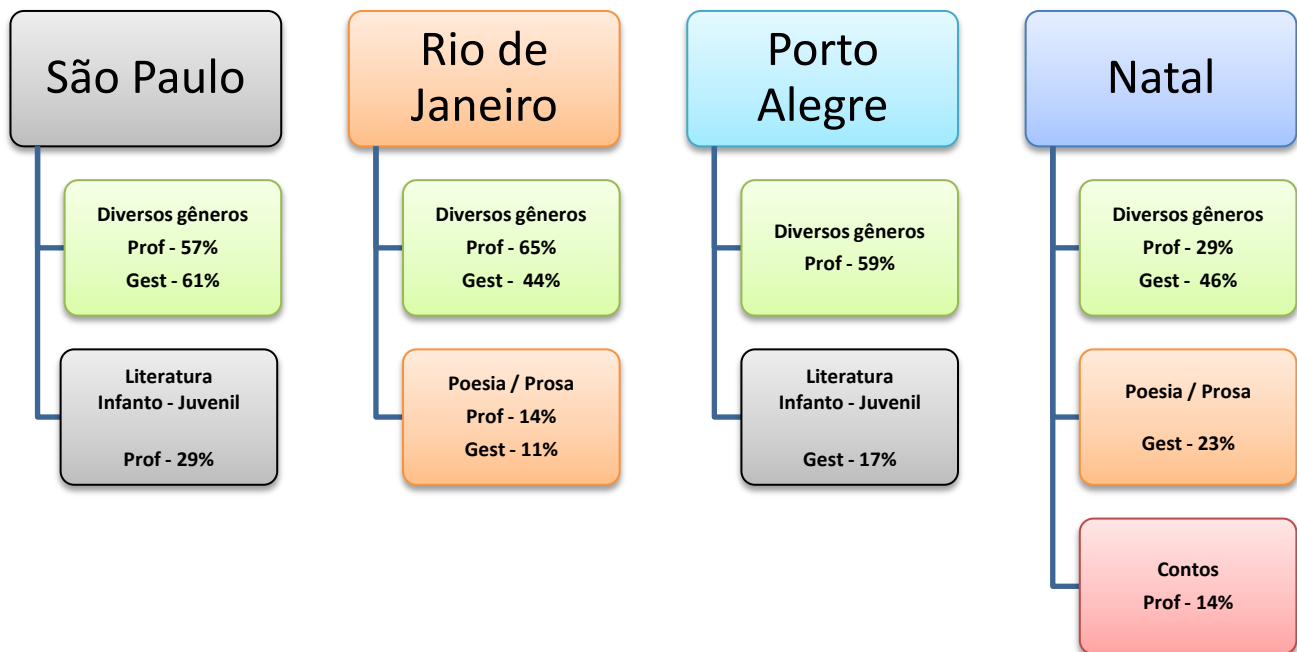 São Paulo
Diversos gêneros
Prof - 57%
Gest - 61%
Literatura
Infanto - Juvenil
Prof - 29%
Rio de
Janeiro
Diversos gêneros
Prof - 65%
Gest - 44%
Poesia / Prosa
Prof - 14%
Gest - 11%
Porto
Alegre
Diversos gêneros
Prof - 59%
Literatura
Infanto - Juvenil
Gest - 17%
Natal
Diversos gêneros
Prof - 29%
Gest - 46%
Poesia / Prosa
Gest - 23%
Contos
Prof - 14%